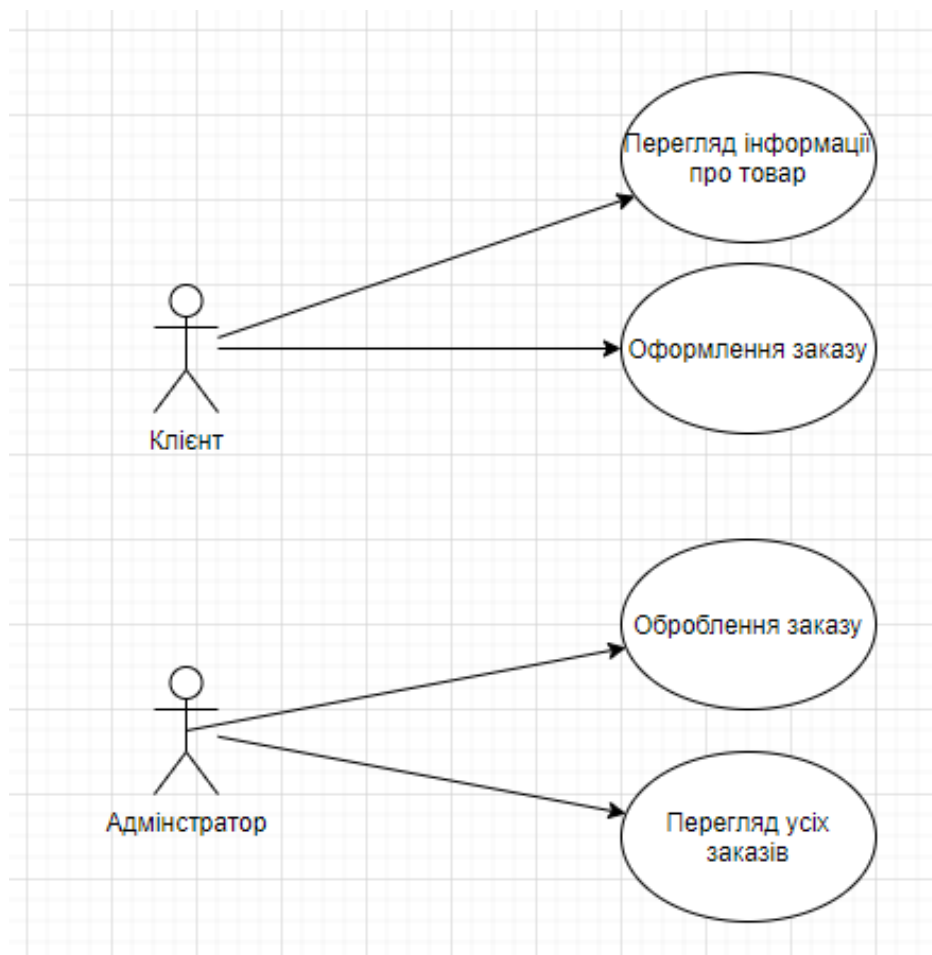 Перегляд інформації
про товар
Оформлення заказу
Клієнт
Оброблення заказу
Адмінстратор
Перегляд усіх
заказів